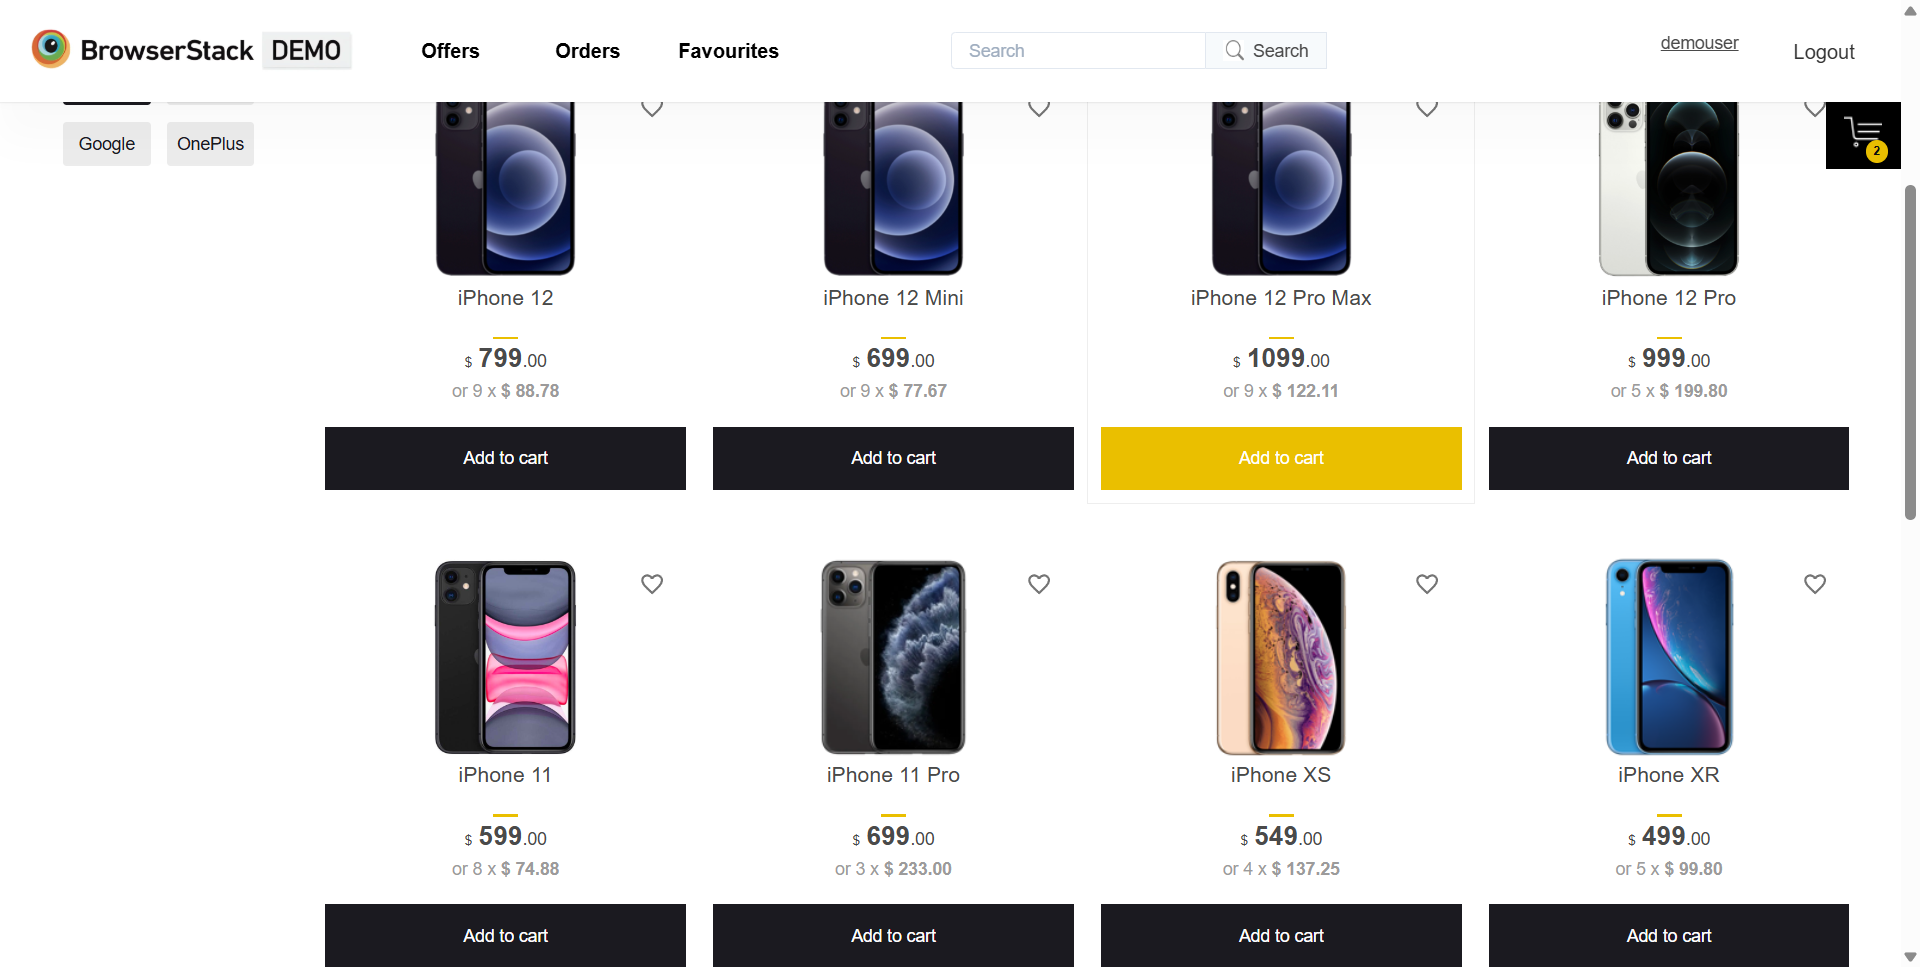 BrowserStack DEMO
Offers
Orders
Favourites
Search
Search
demouser
Logout
Google
OnePlus
2
iPhone 12
iPhone 12 Mini
iPhone 12 Pro Max
iPhone 12 Pro
$ 799.00
$ 699.00
$ 1099.00
$ 999.00
or 9 x $ 88.78
or 9 x $ 77.67
or 9 x $ 122.11
or 5 x $ 199.80
Add to cart
Add to cart
Add to cart
Add to cart
iPhone 11
iPhone 11 Pro
iPhone XS
iPhone XR
$ 599.00
$ 699.00
$ 549.00
$ 499.00
or 8 x $ 74.88
or 3 x $ 233.00
or 4 x $ 137.25
or 5 x $ 99.80
Add to cart
Add to cart
Add to cart
Add to cart